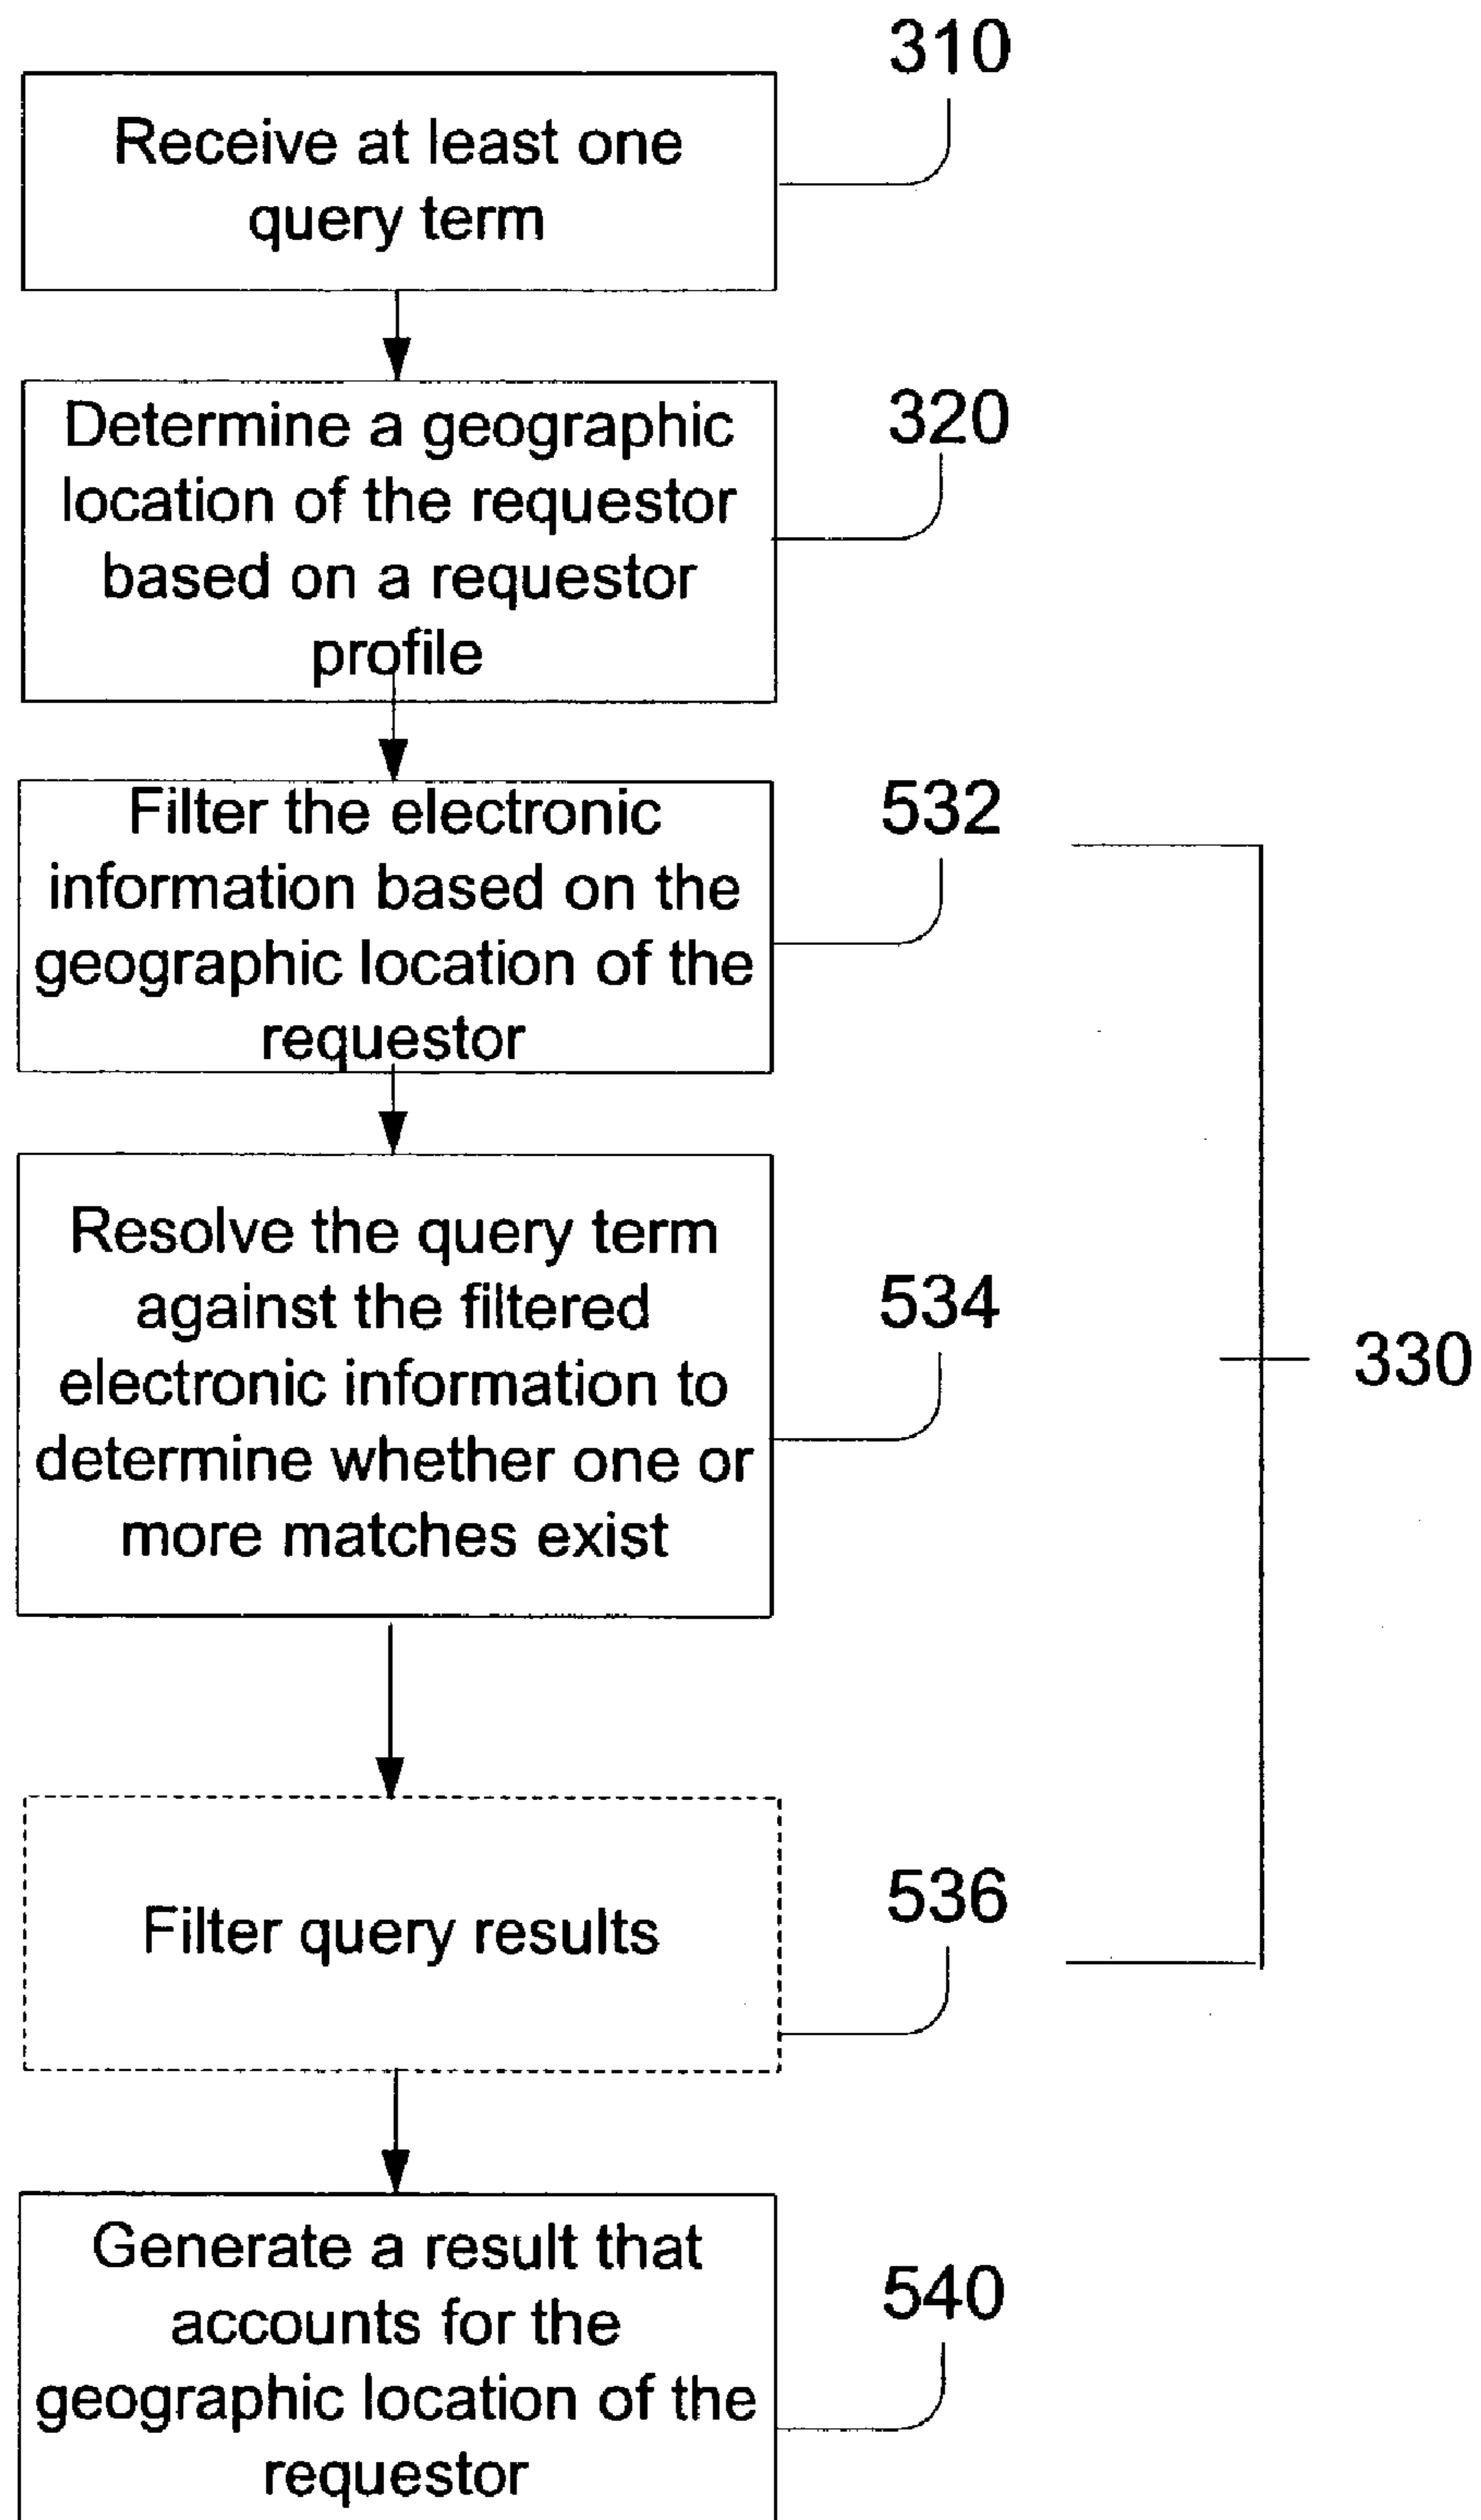 310
Receive at least one
query term
320
Determine a geographic
location of the requestor
based on a requestor
profile
532
Filter the electronic
information based on the
geographic location of the
requestor
534
Resolve the query term
against the filtered
electronic information to
determine whether one or
more matches exist
330
536
Filter query results
540
Generate a result that
accounts for the
geographic location of the
requestor